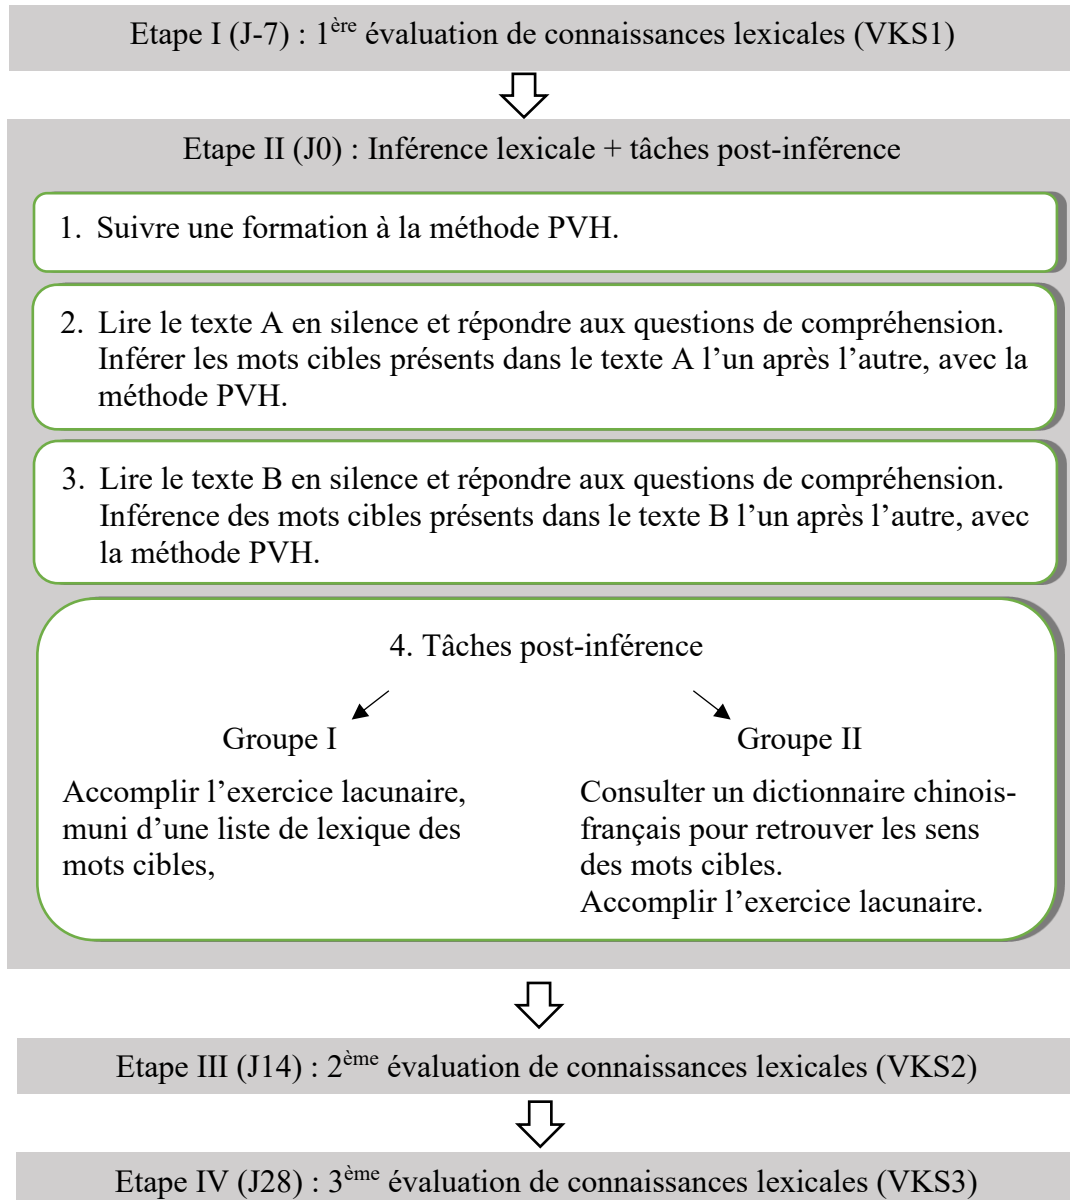 Etape I (J-7) : 1ère évaluation de connaissances lexicales (VKS1)
Etape II (J0) : Inférence lexicale + tâches post-inférence
1. Suivre une formation à la méthode PVH.
2. Lire le texte A en silence et répondre aux questions de compréhension.
Inférer les mots cibles présents dans le texte A l’un après l’autre, avec la
méthode PVH.
3. Lire le texte B en silence et répondre aux questions de compréhension.
Inférence des mots cibles présents dans le texte B l’un après l’autre, avec
la méthode PVH.
4. Tâches post-inférence
Groupe I
Accomplir l’exercice lacunaire,
muni d’une liste de lexique des
mots cibles,
Groupe II
Consulter un dictionnaire chinois-
français pour retrouver les sens
des mots cibles.
Accomplir l’exercice lacunaire.
Etape III (J14) : 2ème évaluation de connaissances lexicales (VKS2)
Etape IV (J28) : 3ème évaluation de connaissances lexicales (VKS3)